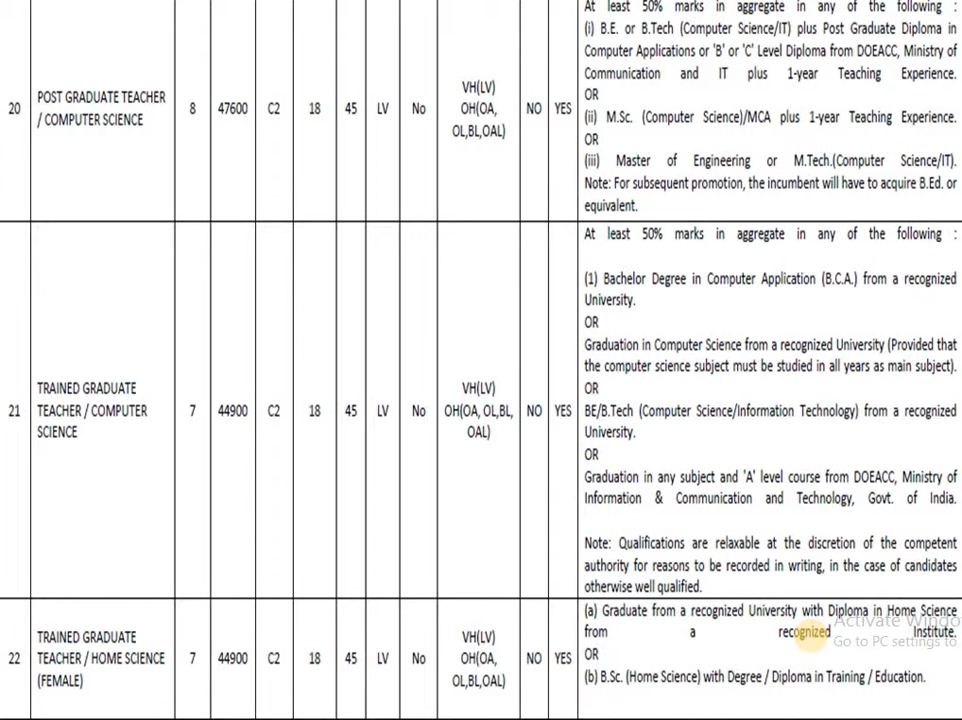 At least 50% marks in aggregate in any of the following :
(i) B.E. or B.Tech (Computer Science/IT) plus Post Graduate Diploma in
Computer Applications or 'B' or 'C' Level Diploma from DOEACC, Ministry of
Communication and IT plus 1-year Teaching Experience.
OR
(ii) M.Sc. (Computer Science)/MCA plus 1-year Teaching Experience.
OR
(iii) Master of Engineering or M.Tech.(Computer Science/IT).
Note: For subsequent promotion, the incumbent will have to acquire B.Ed. or
equivalent.
20
POST GRADUATE TEACHER
/ COMPUTER SCIENCE
8
47600
C2
18
45
LV
No
VH(LV)
OH(OA,
OL,BL,OAL)
NO
YES
At least 50% marks in aggregate in any of the following :
(1) Bachelor Degree in Computer Application (B.C.A.) from a recognized
University.
OR
Graduation in Computer Science from a recognized University (Provided that
the computer science subject must be studied in all years as main subject).
OR
BE/B.Tech (Computer Science/Information Technology) from a recognized
University.
OR
Graduation in any subject and 'A' level course from DOEACC, Ministry of
Information & Communication and Technology, Govt. of India.
Note: Qualifications are relaxable at the discretion of the competent
authority for reasons to be recorded in writing, in the case of candidates
otherwise well qualified.
21
TRAINED GRADUATE
TEACHER / COMPUTER
SCIENCE
7
44900
C2
18
45
LV
No
VH(LV)
OH(OA, OL,BL,
OAL)
NO
YES
(a) Graduate from a recognized University with Diploma in Home Science
from a recognized Institute.
OR
(b) B.Sc. (Home Science) with Degree / Diploma in Training / Education.
22
TRAINED GRADUATE
TEACHER / HOME SCIENCE
(FEMALE)
7
44900
C2
18
45
LV
No
VH(LV)
OH(OA,
OL,BL,OAL)
NO
YES
Activate Windo
Go to PC settings to